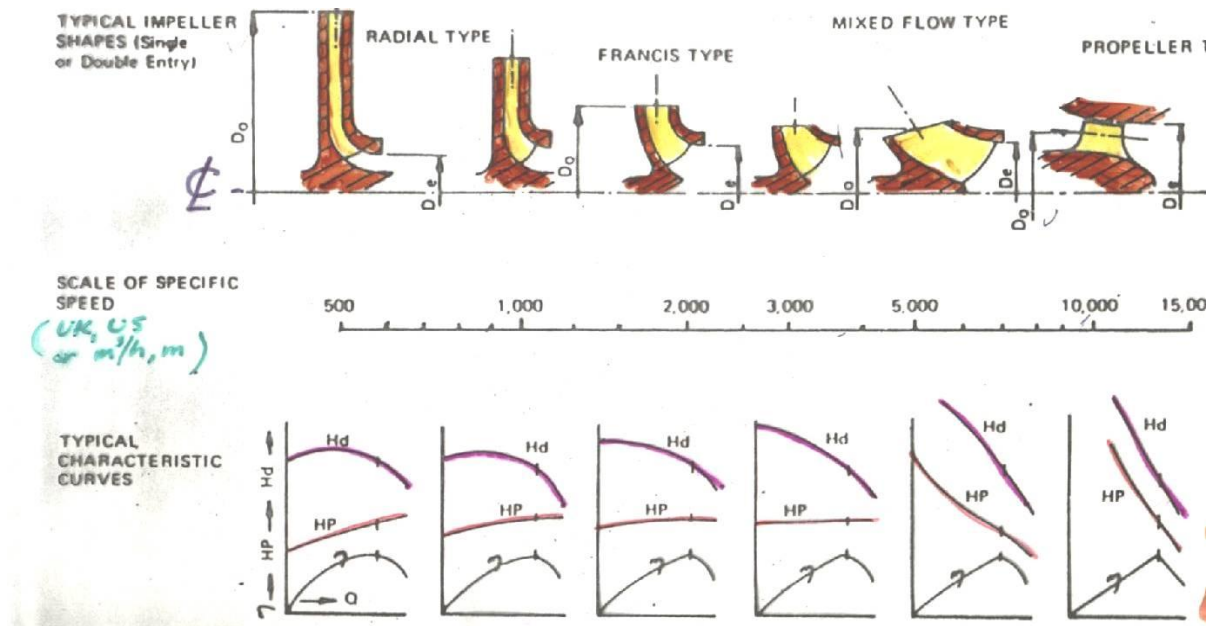 TYPICAL IMPELLER
SHAPES (Single
or Double Entry)
RADIAL TYPE
FRANCIS TYPE
MIXED FLOW TYPE
PROPELLER T
Do
De
Do
De
Do
De
Do
De
℄
SCALE OF SPECIFIC
SPEED
(UK, US
or m³/h, m)
500
1,000
2,000
3,000
5,000
10,000
15,00
TYPICAL
CHARACTERISTIC
CURVES
Hd
HP
η
Q
Hd
HP
η
Hd
HP
η
Hd
HP
η
Hd
HP
η
Hd
HP
η
Hd
HP
η